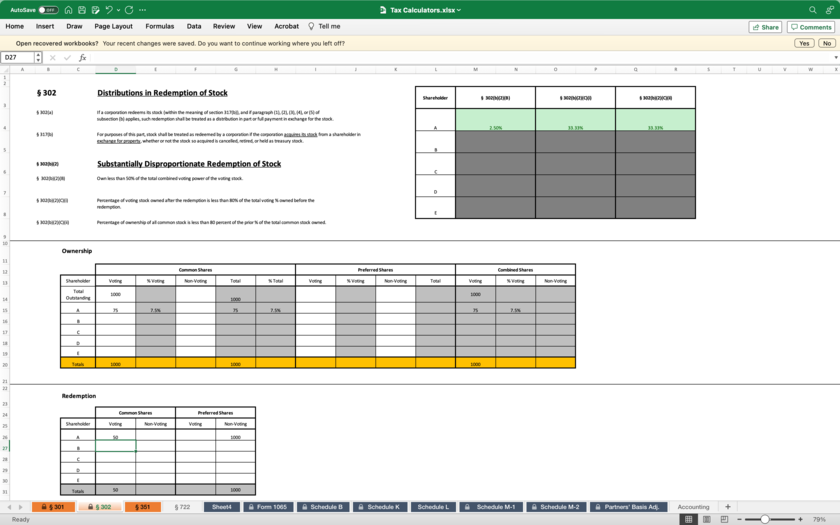 AutoSave OFF Tax Calculators.xlsx
Home Insert Draw Page Layout Formulas Data Review View Acrobat Tell me Share Comments
Open recovered workbooks? Your recent changes were saved. Do you want to continue working where you left off? Yes No
D27 fx
A B C D E F G H I J K L M N O P Q R S T U V W
§ 302 Distributions in Redemption of Stock
§ 302(a) If a corporation redeems its stock (within the meaning of section 317(b)), and if paragraph (1), (2), (3), (4), or (5) of
subsection (b) applies, such redemption shall be treated as a distribution in part or full payment in exchange for the stock.
§ 317(b) For purposes of this part, stock shall be treated as redeemed by a corporation if the corporation acquires its stock from a shareholder in
exchange for property, whether or not the stock so acquired is cancelled, retired, or held as treasury stock.
§ 302(b)(2) Substantially Disproportionate Redemption of Stock
§ 302(b)(2)(B) Own less than 50% of the total combined voting power of the voting stock.
§ 302(b)(2)(C)(i) Percentage of voting stock owned after the redemption is less than 80% of the total voting % owned before the
redemption.
§ 302(b)(2)(C)(ii) Percentage of ownership of all common stock is less than 80 percent of the prior % of the total common stock owned.
Shareholder § 302(b)(2)(B) § 302(b)(2)(C)(i) § 302(b)(2)(C)(ii)
A 2.50% 33.33% 33.33%
B
C
D
E
Ownership
Common Shares Preferred Shares Combined Shares
Shareholder Voting % Voting Non-Voting Total % Total Voting % Voting Non-Voting Total Voting % Voting Non-Voting
Total
Outstanding 1000 1000 1000
A 75 7.5% 75 7.5% 75 7.5%
B
C
D
E
Totals 1000 1000 1000
Redemption
Common Shares Preferred Shares
Shareholder Voting Non-Voting Voting Non-Voting
A 50 1000
B
C
D
E
Totals 50 1000
§ 301 § 302 § 351 § 722 Sheet4 Form 1065 Schedule B Schedule K Schedule L Schedule M-1 Schedule M-2 Partners' Basis Adj. Accounting +
Ready 79%